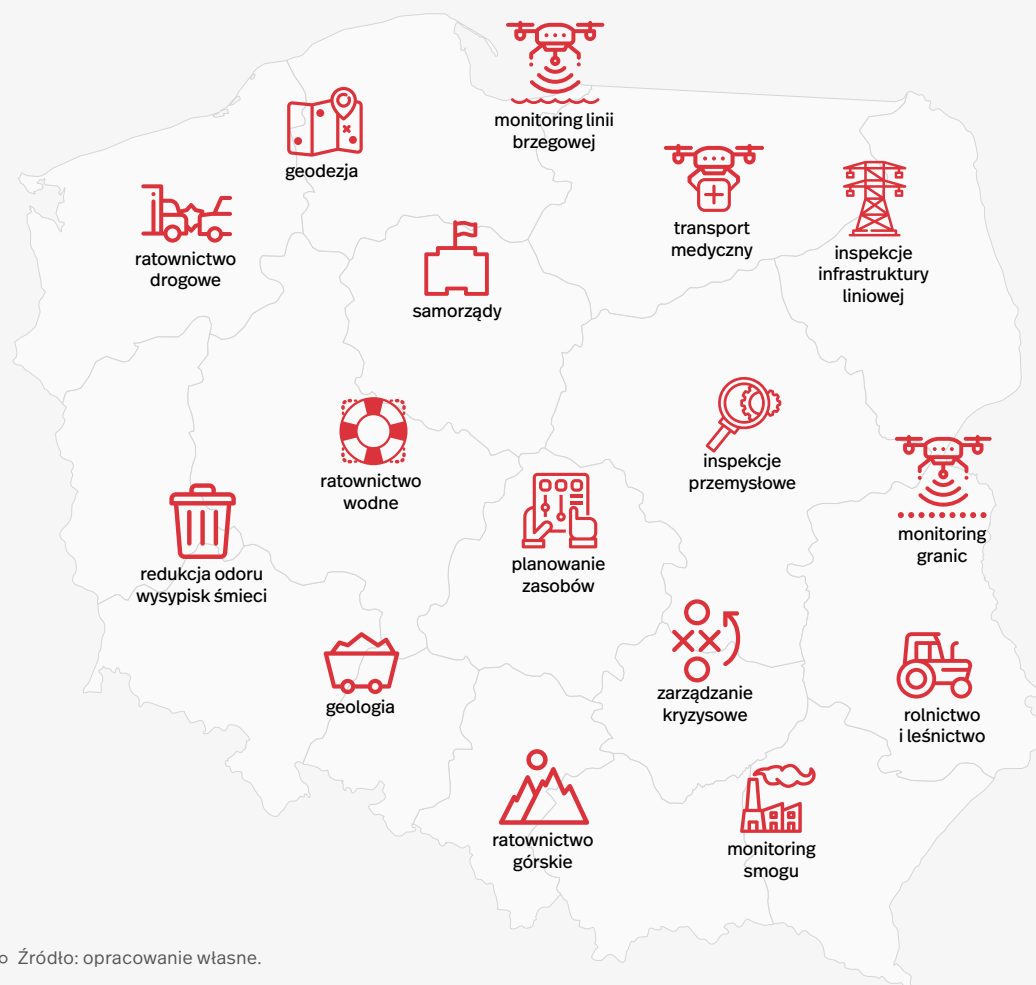 monitoring linii
brzegowej
geodezja
transport
medyczny
ratownictwo
drogowe
inspekcje
infrastruktury
liniowej
samorządy
inspekcje
przemysłowe
ratownictwo
wodne
monitoring
granic
planowanie
zasobów
redukcja odoru
wysypisk śmieci
zarządzanie
kryzysowe
geologia
rolnictwo
i leśnictwo
ratownictwo
górskie
monitoring
smogu
Źródło: opracowanie własne.